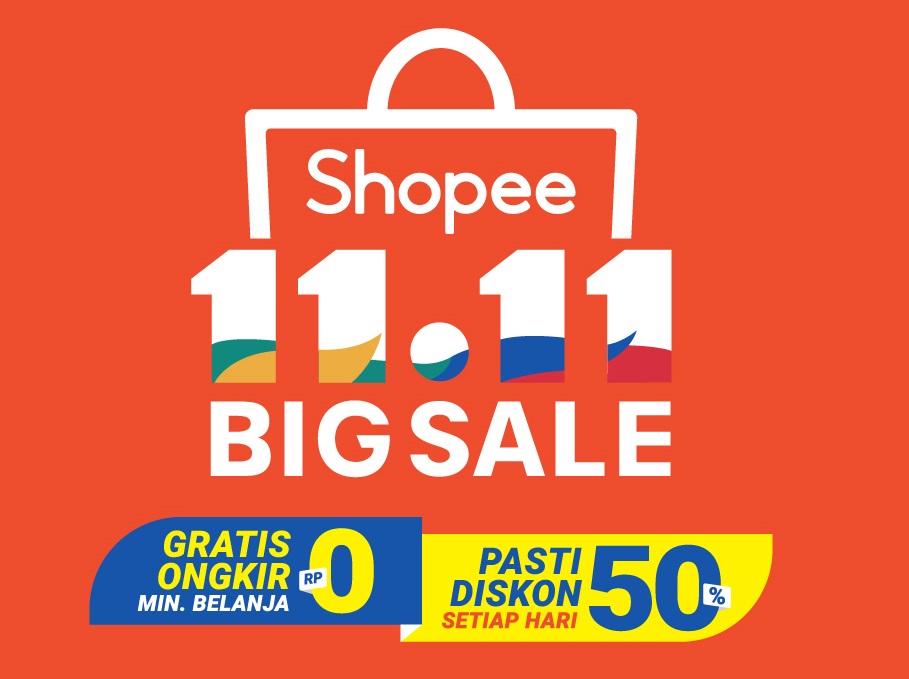 Shopee
11.11
BIG SALE
GRATIS
ONGKIR
MIN. BELANJA
RP 0
PASTI
DISKON
SETIAP HARI
50%